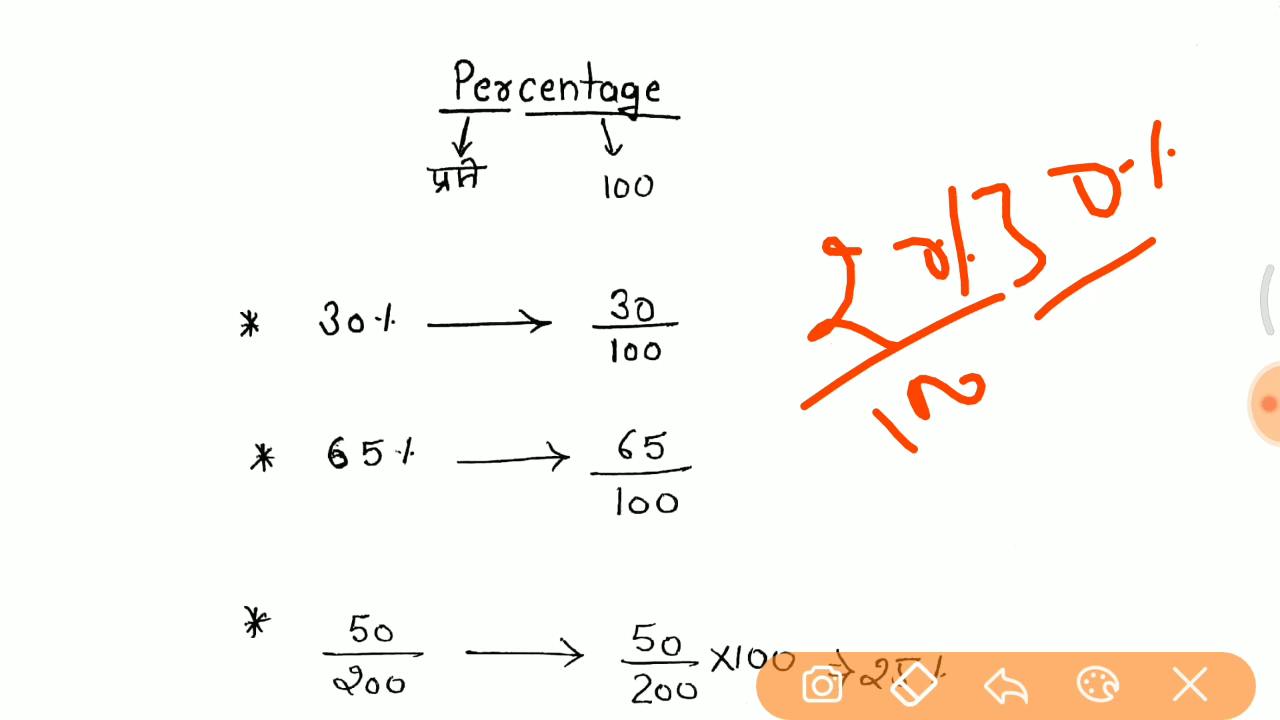 Percentage
प्रति 100
* 30% → 30/100
* 65% → 65/100
* 50/200 → 50/200 ×100 → 25%
2%
30%
100